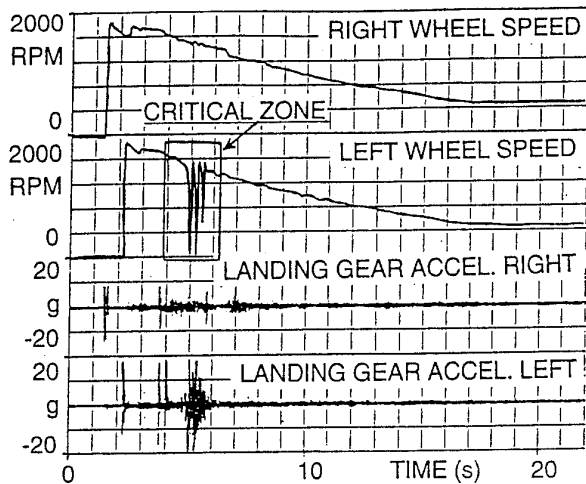 2000 RIGHT WHEEL SPEED
RPM
0
CRITICAL ZONE
2000 LEFT WHEEL SPEED
RPM
0
20 LANDING GEAR ACCEL. RIGHT
g
-20
20 LANDING GEAR ACCEL. LEFT
g
-20
0 10 TIME (s) 20